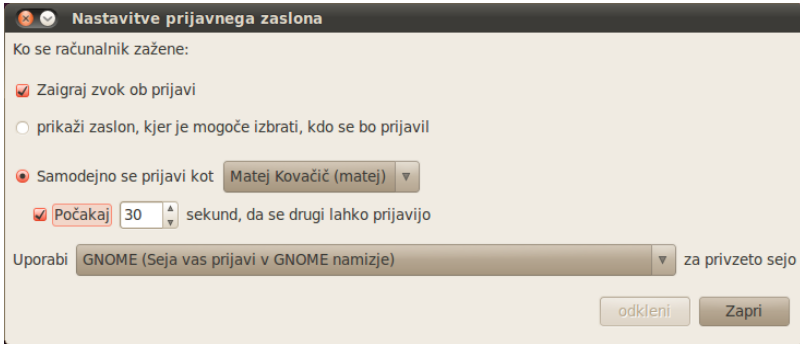 Nastavitve prijavnega zaslona
Ko se računalnik zažene:
Zaigraj zvok ob prijavi
prikaži zaslon, kjer je mogoče izbrati, kdo se bo prijavil
Samodejno se prijavi kot Matej Kovačič (matej)
Počakaj 30 sekund, da se drugi lahko prijavijo
Uporabi GNOME (Seja vas prijavi v GNOME namizje) za privzeto sejo
odkleni Zapri